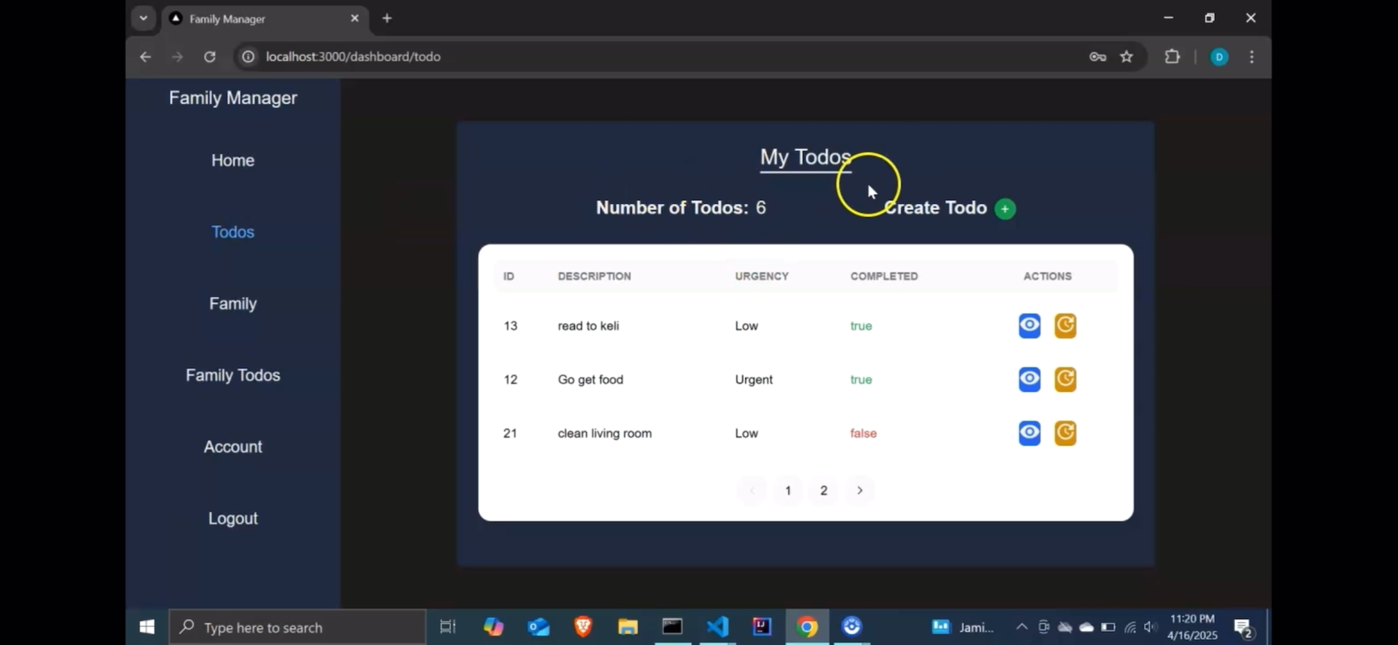 Family Manager
localhost:3000/dashboard/todo
D
Family Manager
Home
Todos
Family
Family Todos
Account
Logout
My Todos
Number of Todos: 6
Create Todo +
ID DESCRIPTION URGENCY COMPLETED ACTIONS
13 read to keli Low true
12 Go get food Urgent true
21 clean living room Low false
< 1 2 >
Type here to search
Jami...
11:20 PM
4/16/2025
2